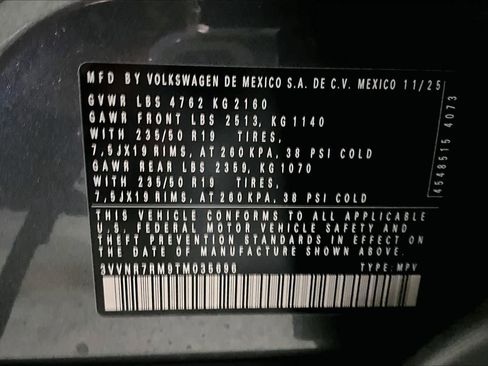 MFD BY VOLKSWAGEN DE MEXICO S.A. DE C.V. MEXICO 11/25
GVWR LBS 4762 KG 2160
GAWR FRONT LBS 2513, KG 1140
WITH 235/50 R19 TIRES,
7,5JX19 RIMS, AT 260 KPA, 38 PSI COLD
GAWR REAR LBS 2359, KG 1070
WITH 235/50 R19 TIRES,
7,5JX19 RIMS, AT 260 KPA, 38 PSI COLD
THIS VEHICLE CONFORMS TO ALL APPLICABLE
U.S. FEDERAL MOTOR VEHICLE SAFETY AND
THEFT PREVENTION STANDARDS IN EFFECT ON
THE DATE OF MANUFACTURE SHOWN ABOVE.
3VVNR7RM9TM035696 TYPE: MPV
4548515 4073